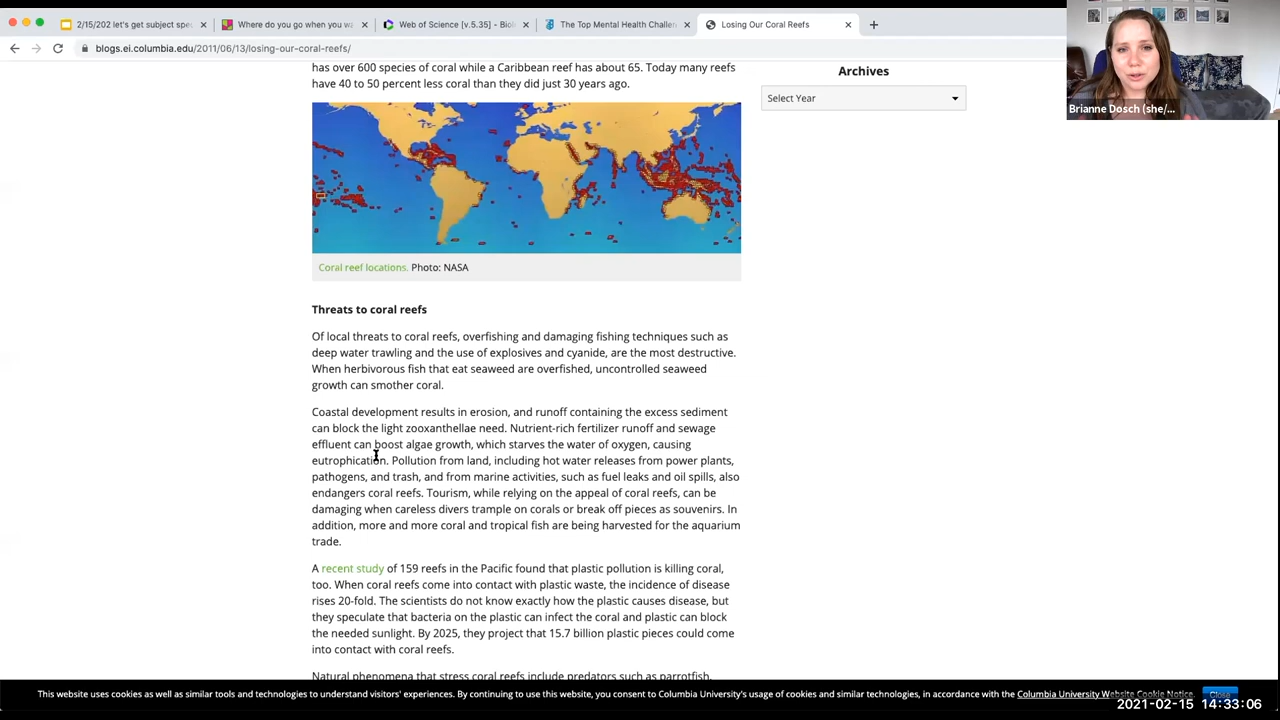 2/15/202 let's get subject spec
Where do you go when you wa
Web of Science [v.5.35] - Bio
The Top Mental Health Challen
Losing Our Coral Reefs
blogs.ei.columbia.edu/2011/06/13/losing-our-coral-reefs/
Brianne Dosch (she/...
has over 600 species of coral while a Caribbean reef has about 65. Today many reefs
have 40 to 50 percent less coral than they did just 30 years ago.
Archives
Select Year
Coral reef locations. Photo: NASA
Threats to coral reefs
Of local threats to coral reefs, overfishing and damaging fishing techniques such as
deep water trawling and the use of explosives and cyanide, are the most destructive.
When herbivorous fish that eat seaweed are overfished, uncontrolled seaweed
growth can smother coral.
Coastal development results in erosion, and runoff containing the excess sediment
can block the light zooxanthellae need. Nutrient-rich fertilizer runoff and sewage
effluent can boost algae growth, which starves the water of oxygen, causing
eutrophication. Pollution from land, including hot water releases from power plants,
pathogens, and trash, and from marine activities, such as fuel leaks and oil spills, also
endangers coral reefs. Tourism, while relying on the appeal of coral reefs, can be
damaging when careless divers trample on corals or break off pieces as souvenirs. In
addition, more and more coral and tropical fish are being harvested for the aquarium
trade.
A recent study of 159 reefs in the Pacific found that plastic pollution is killing coral,
too. When coral reefs come into contact with plastic waste, the incidence of disease
rises 20-fold. The scientists do not know exactly how the plastic causes disease, but
they speculate that bacteria on the plastic can infect the coral and plastic can block
the needed sunlight. By 2025, they project that 15.7 billion plastic pieces could come
into contact with coral reefs.
Natural phenomena that stress coral reefs include predators such as parrotfish,
This website uses cookies as well as similar tools and technologies to understand visitors' experiences. By continuing to use this website, you consent to Columbia University's usage of cookies and similar technologies, in accordance with the Columbia University Website Cookie Notice. Close
2021-02-15 14:33:06